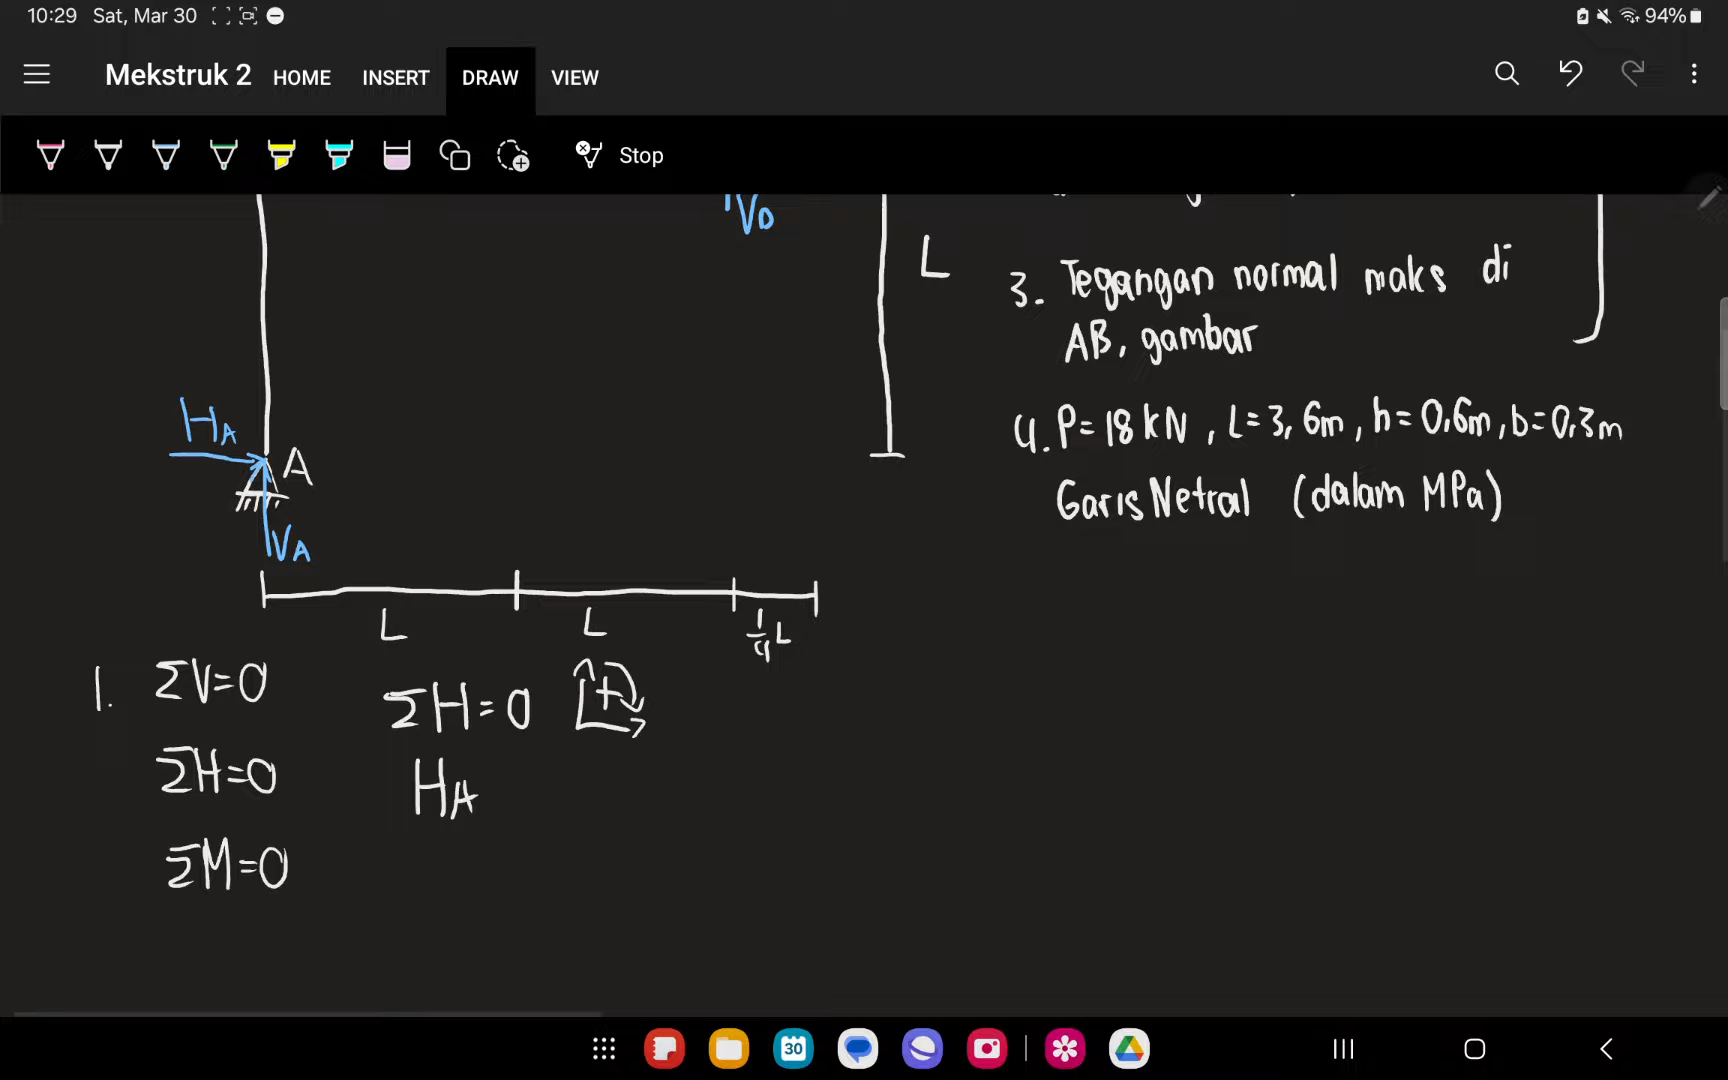 10:29 Sat, Mar 30
94%
Mekstruk 2 HOME INSERT DRAW VIEW
Stop
VD
L
3. Tegangan normal maks di
AB, gambar
HA
A
4. P= 18 kN, L= 3,6m, h= 0,6m, b= 0,3m
Garis Netral (dalam MPa)
VA
L L 1/4 L
1. ΣV=0 ΣH=0 +
ΣH=0 HA
ΣM=0
30